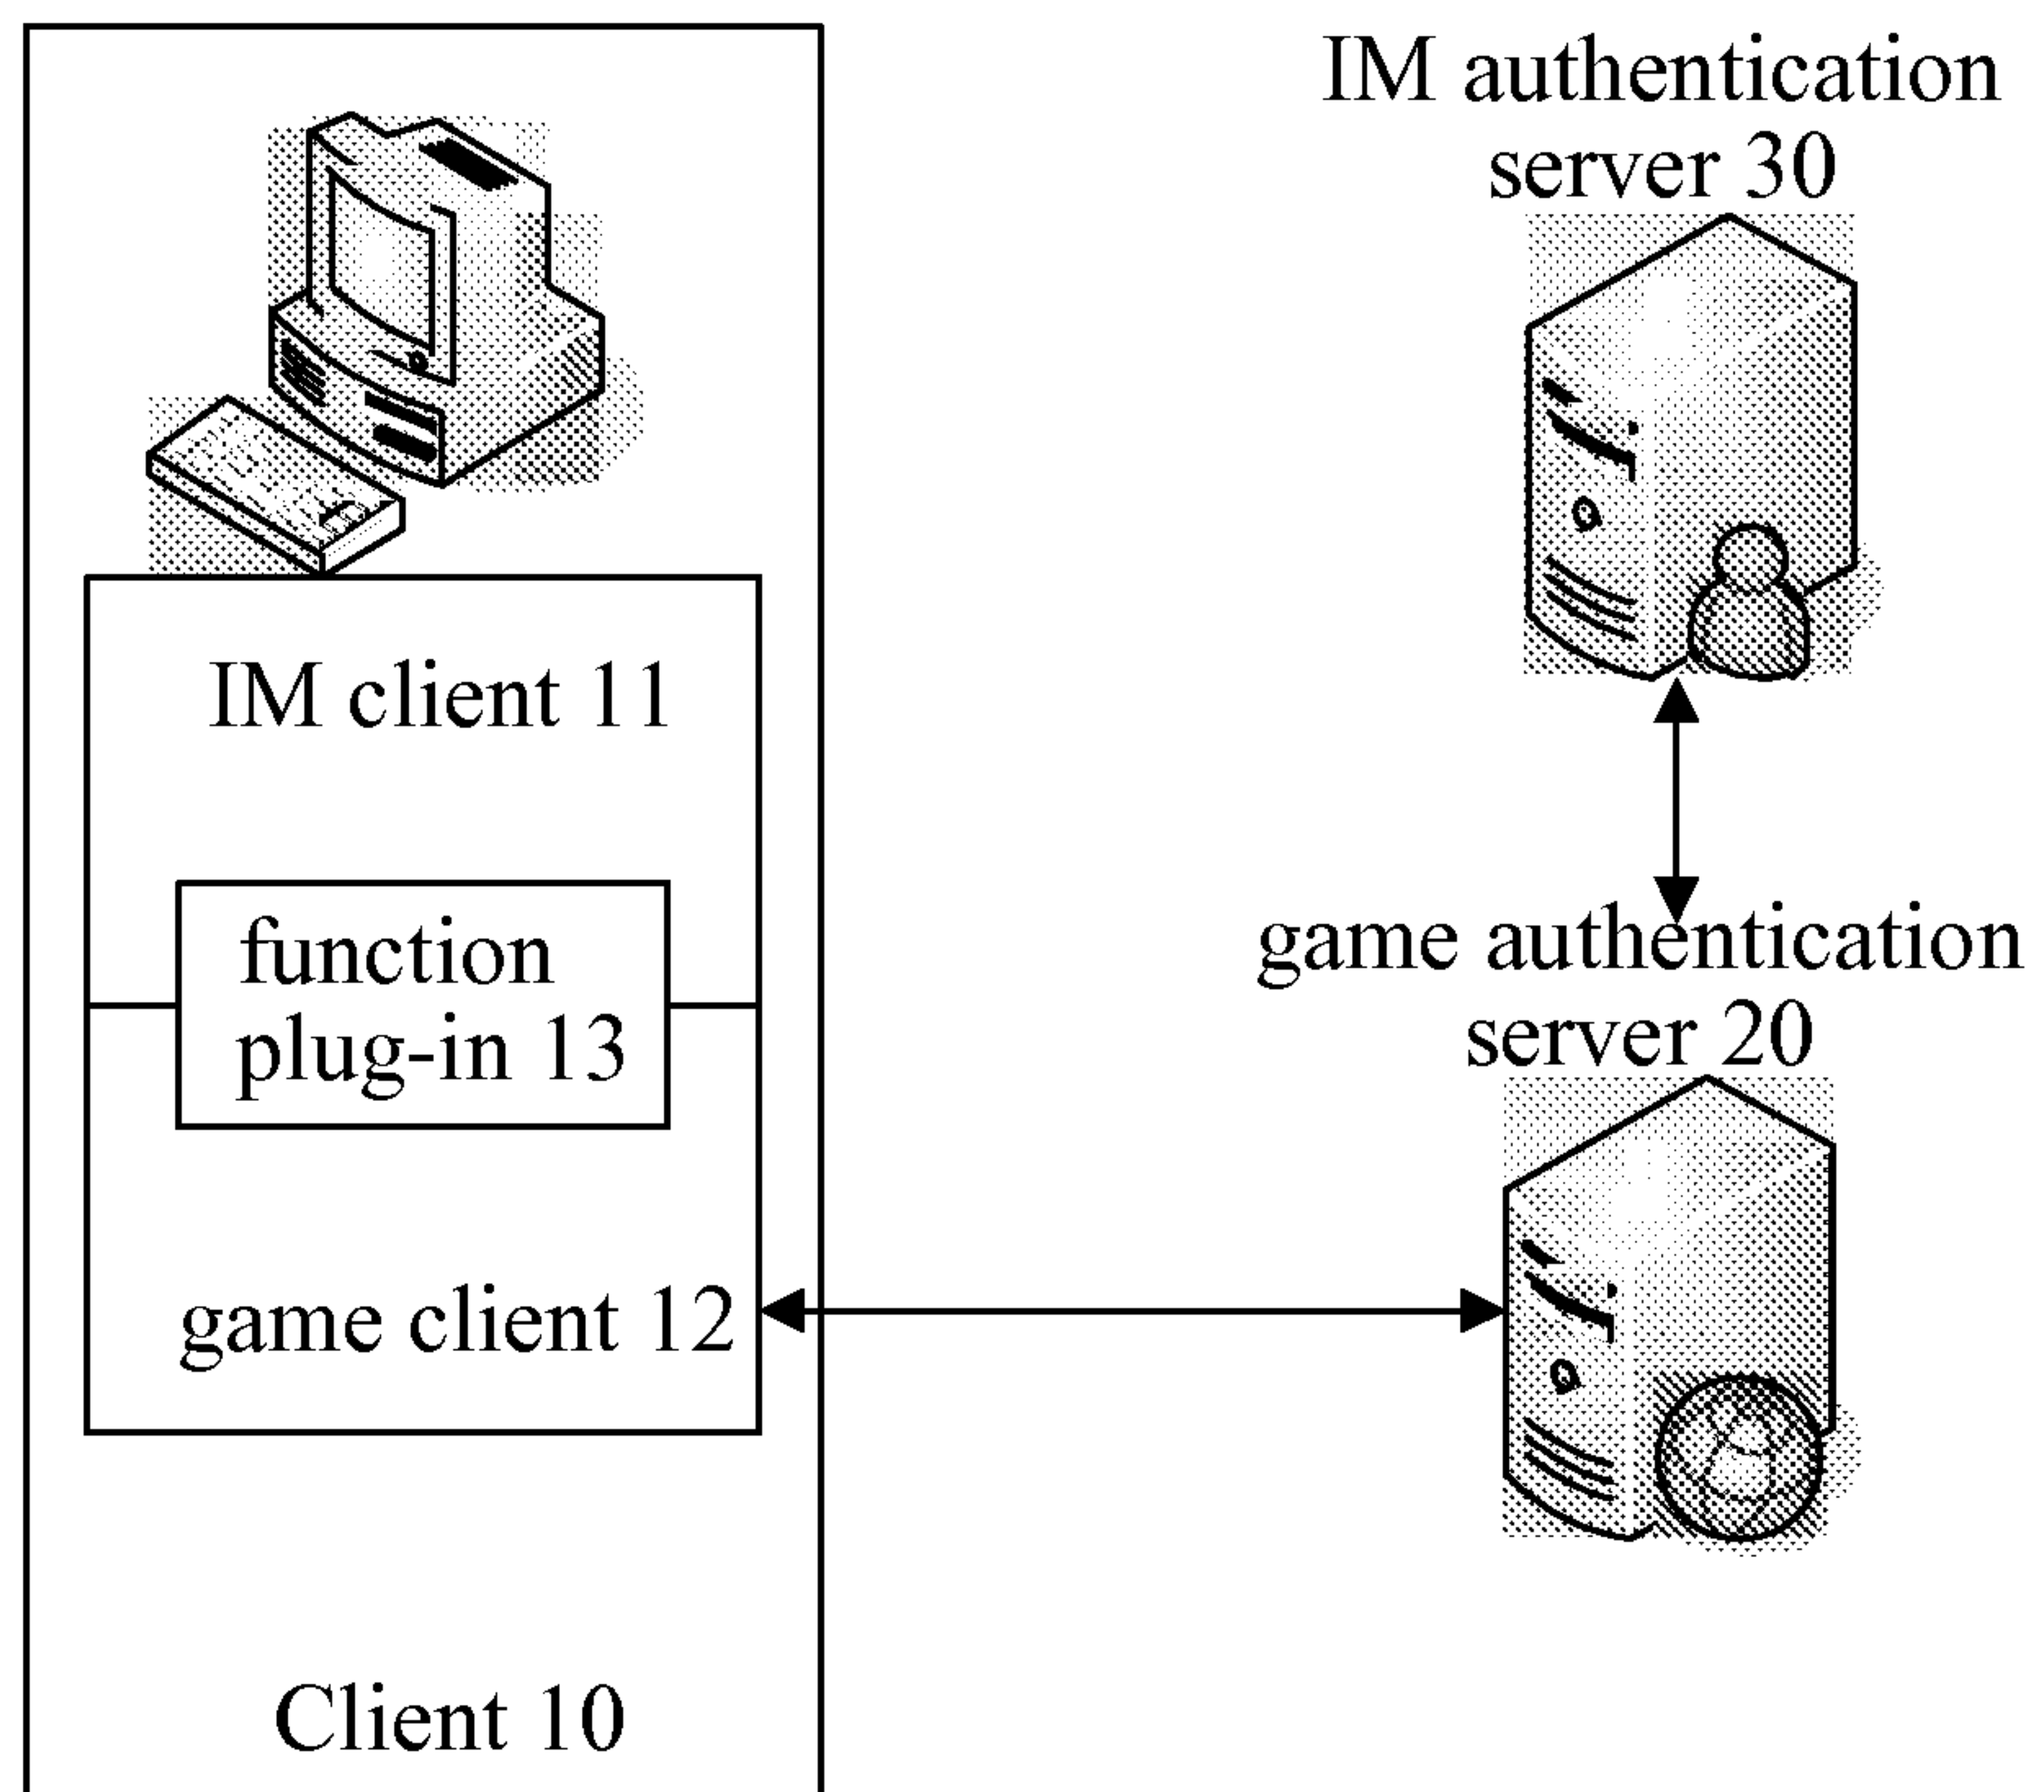 IM authentication
server 30
IM client 11
function
plug-in 13
game authentication
server 20
game client 12
Client 10